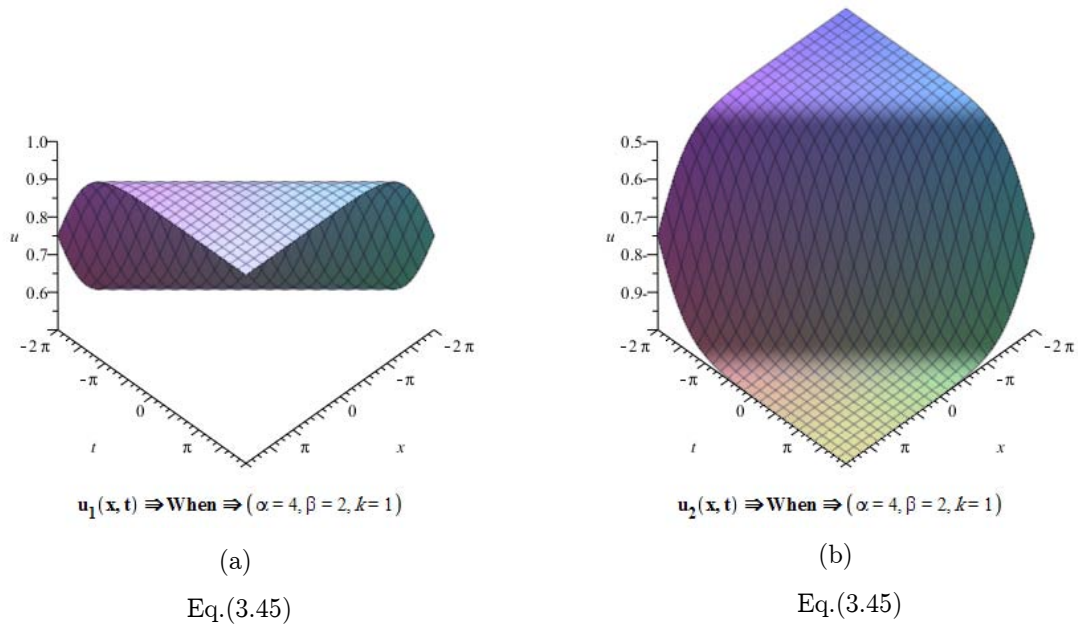 1.0
0.9
0.8
u
0.7
0.6
-2 π
-π
0
π
t
-2 π
-π
0
π
x
u₁(x, t) ⇛ When ⇛ (α = 4, β = 2, k = 1)
(a)
Eq.(3.45)
0.5-
0.6-
0.7-
u
0.8-
0.9-
-2 π
-π
0
π
t
-2 π
-π
0
π
x
u₂(x, t) ⇛ When ⇛ (α = 4, β = 2, k = 1)
(b)
Eq.(3.45)